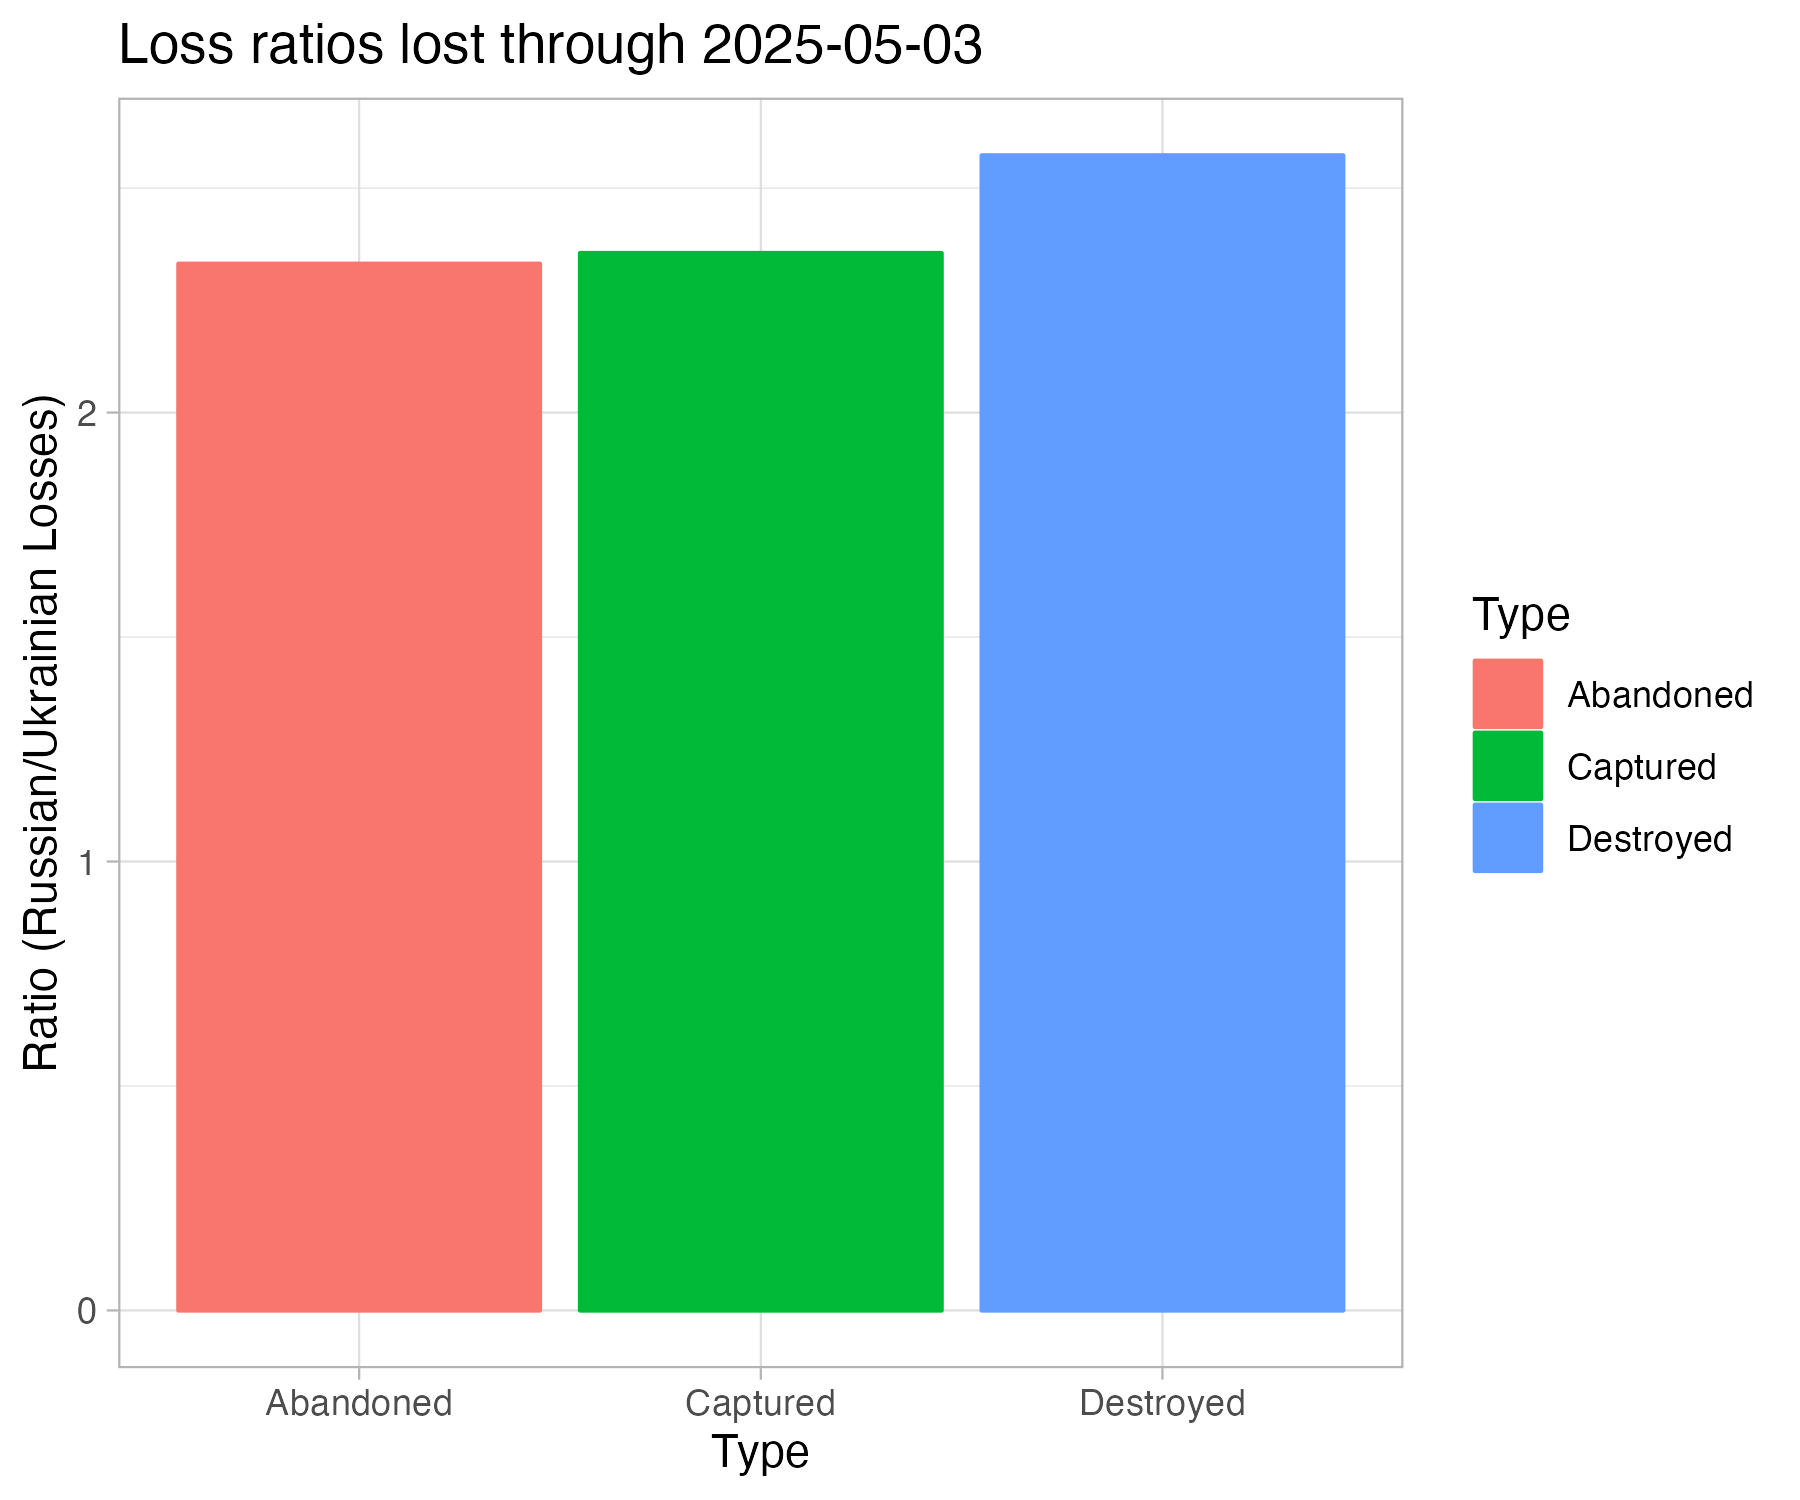 Loss ratios lost through 2025-05-03
Ratio (Russian/Ukrainian Losses)
2
1
0
Abandoned
Captured
Destroyed
Type
Type
Abandoned
Captured
Destroyed